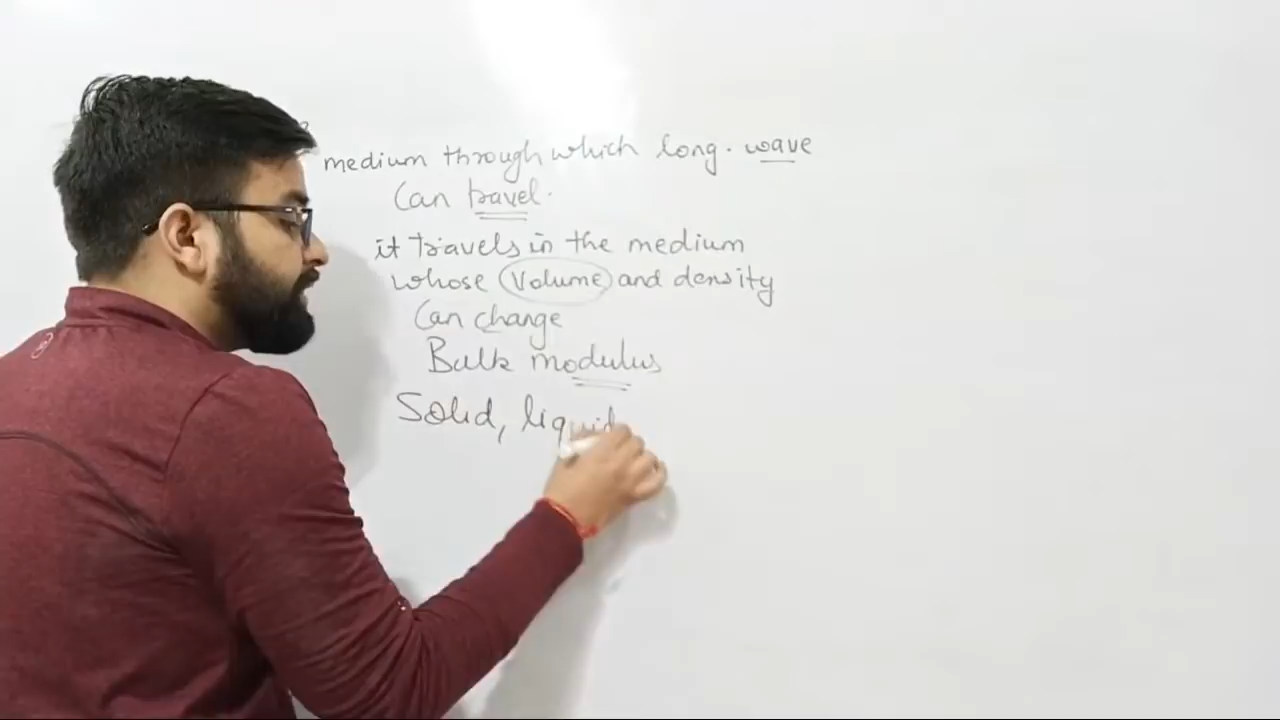 medium through which long. wave
Can travel.
it travels in the medium
whose Volume and density
Can change
Bulk modulus
Solid, liquid